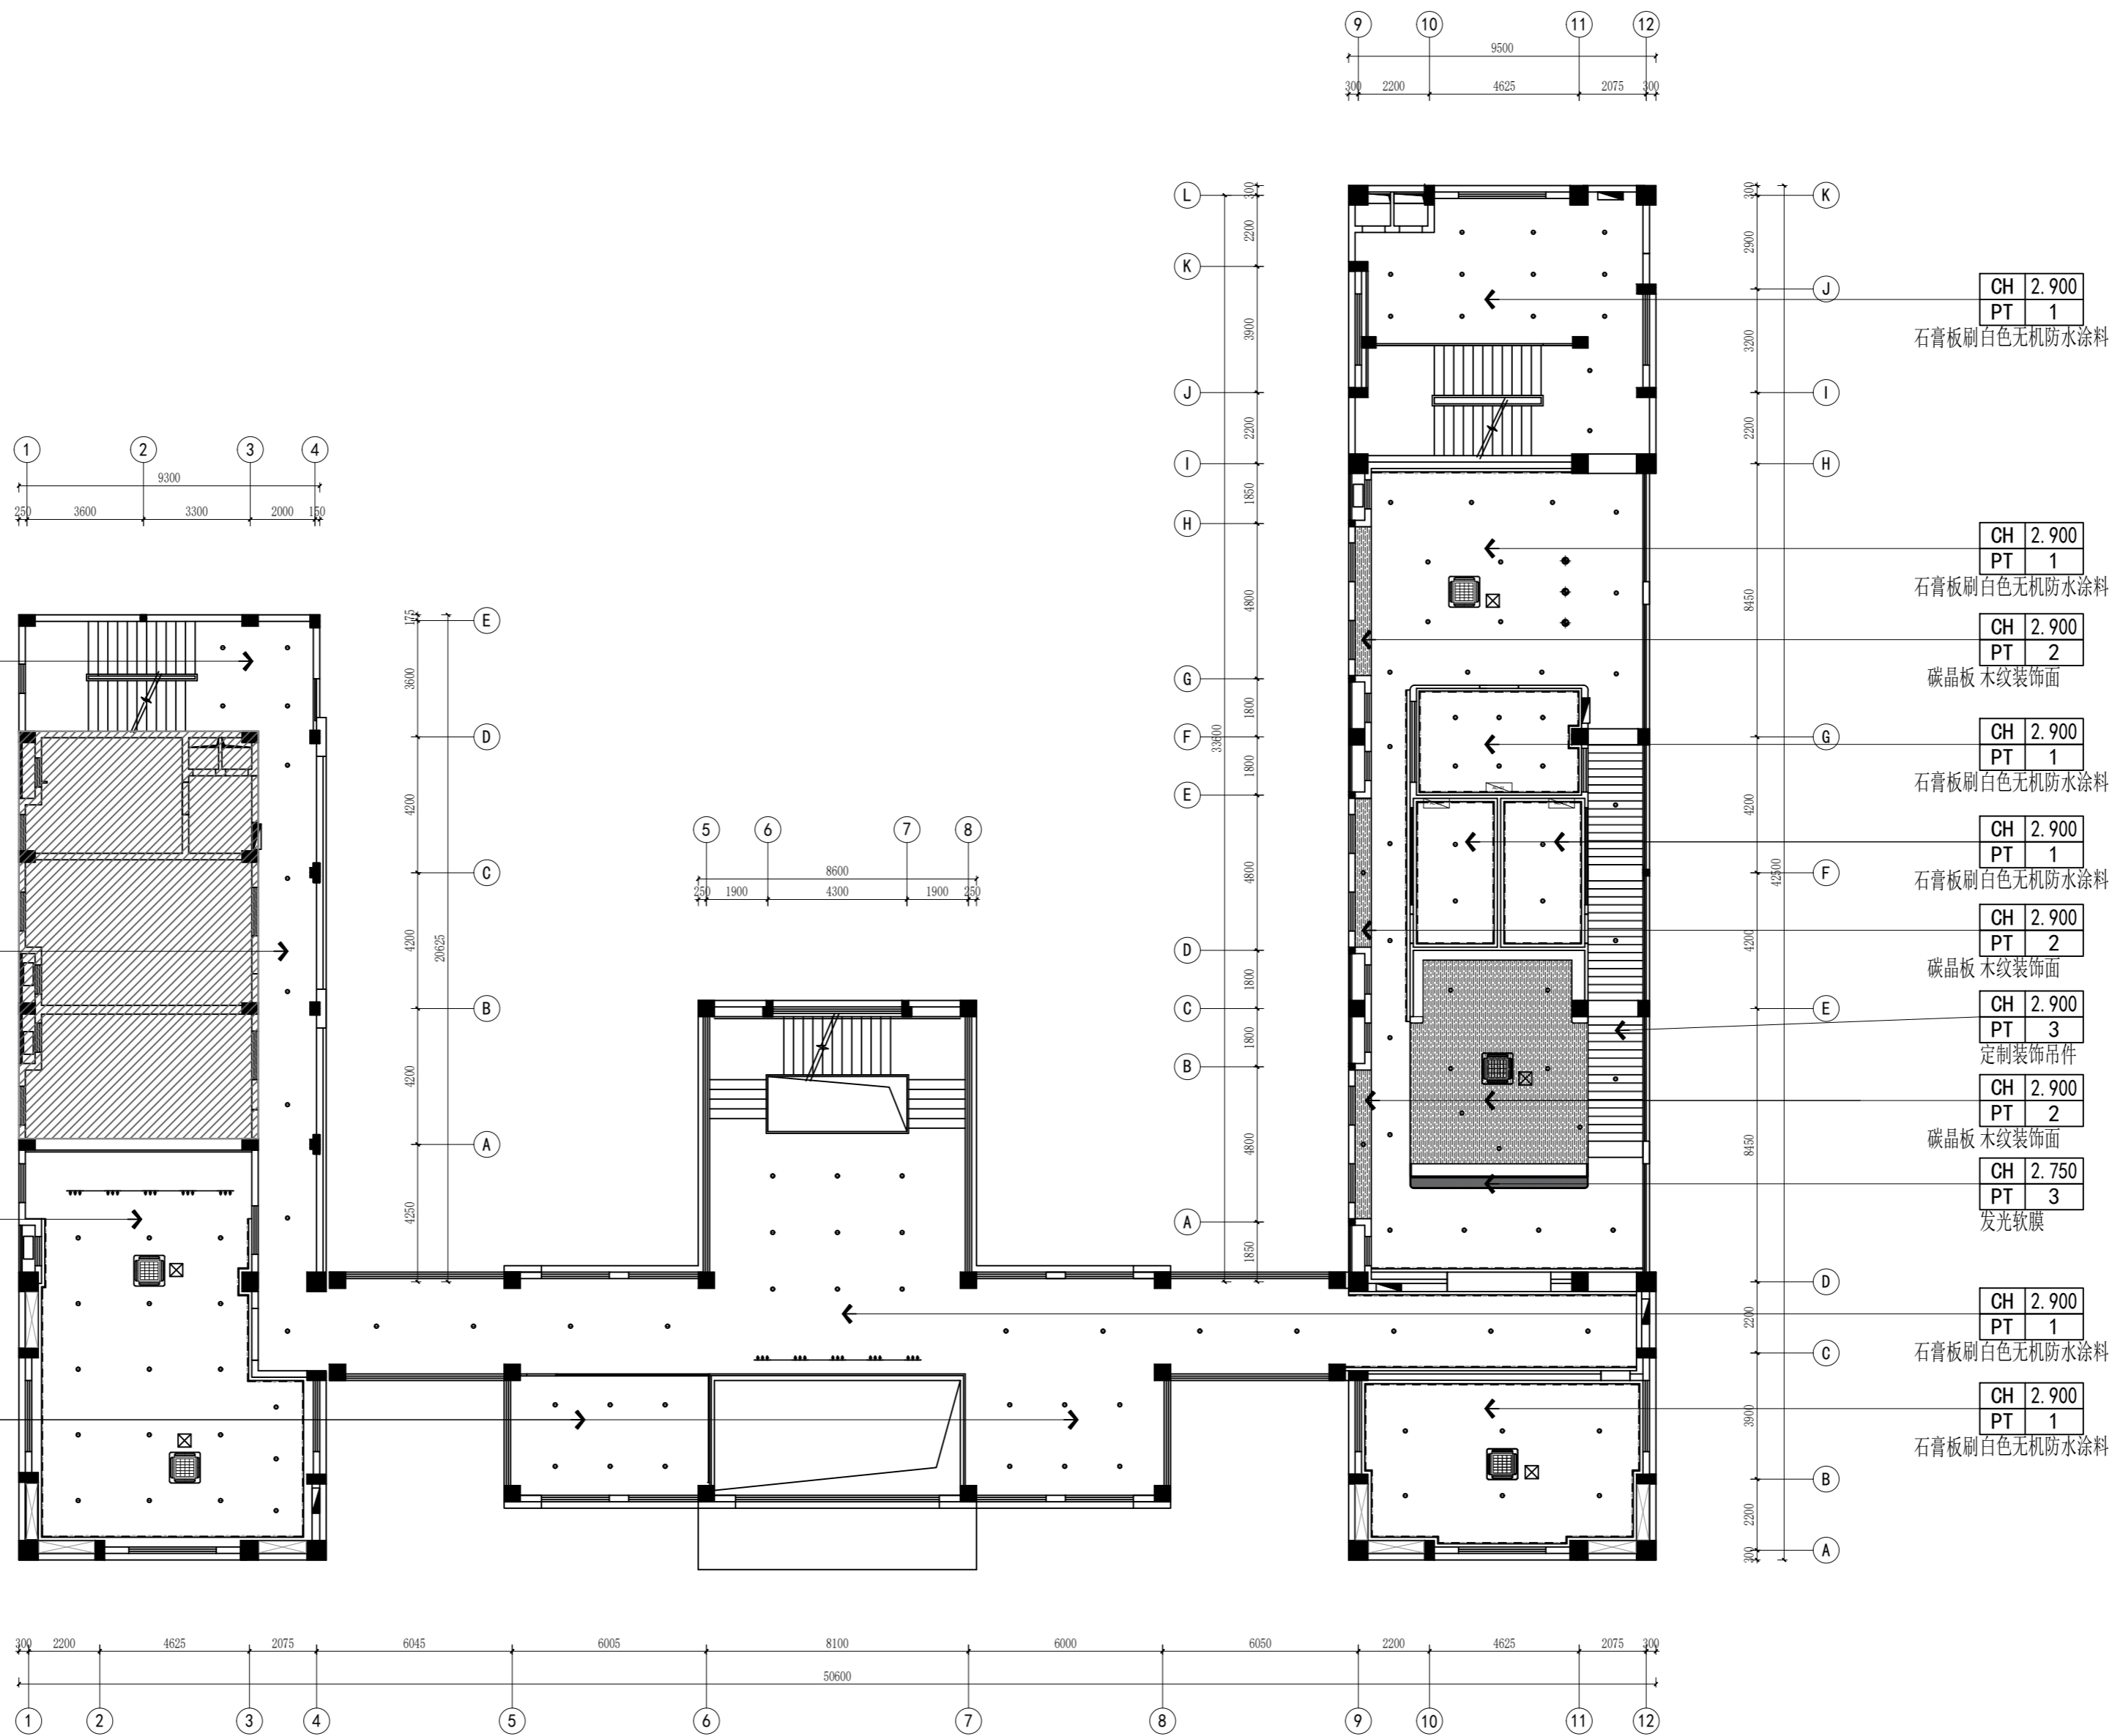 9 10 11 12
9500
300 2200 4625 2075 300
L
K
J
I
H
G
F
E
D
C
B
A
300
2200
3900
2200
1850
4800
1800
1800
4800
1800
1800
4800
1850
33600
K
J
I
H
G
F
E
D
C
B
A
300
2900
3200
2200
8450
4200
4200
8450
2200
3900
2200
300
42500
CH 2.900
PT 1
石膏板刷白色无机防水涂料
CH 2.900
PT 1
石膏板刷白色无机防水涂料
CH 2.900
PT 2
碳晶板 木纹装饰面
CH 2.900
PT 1
石膏板刷白色无机防水涂料
CH 2.900
PT 1
石膏板刷白色无机防水涂料
CH 2.900
PT 2
碳晶板 木纹装饰面
CH 2.900
PT 3
定制装饰吊件
CH 2.900
PT 2
碳晶板 木纹装饰面
CH 2.750
PT 3
发光软膜
CH 2.900
PT 1
石膏板刷白色无机防水涂料
CH 2.900
PT 1
石膏板刷白色无机防水涂料
1 2 3 4
9300
250 3600 3300 2000 150
E
D
C
B
A
175
3600
4200
4200
4200
4250
20625
5 6 7 8
8600
250 1900 4300 1900 250
300 2200 4625 2075 6045 6005 8100 6000 6050 2200 4625 2075 300
50600
1 2 3 4 5 6 7 8 9 10 11 12